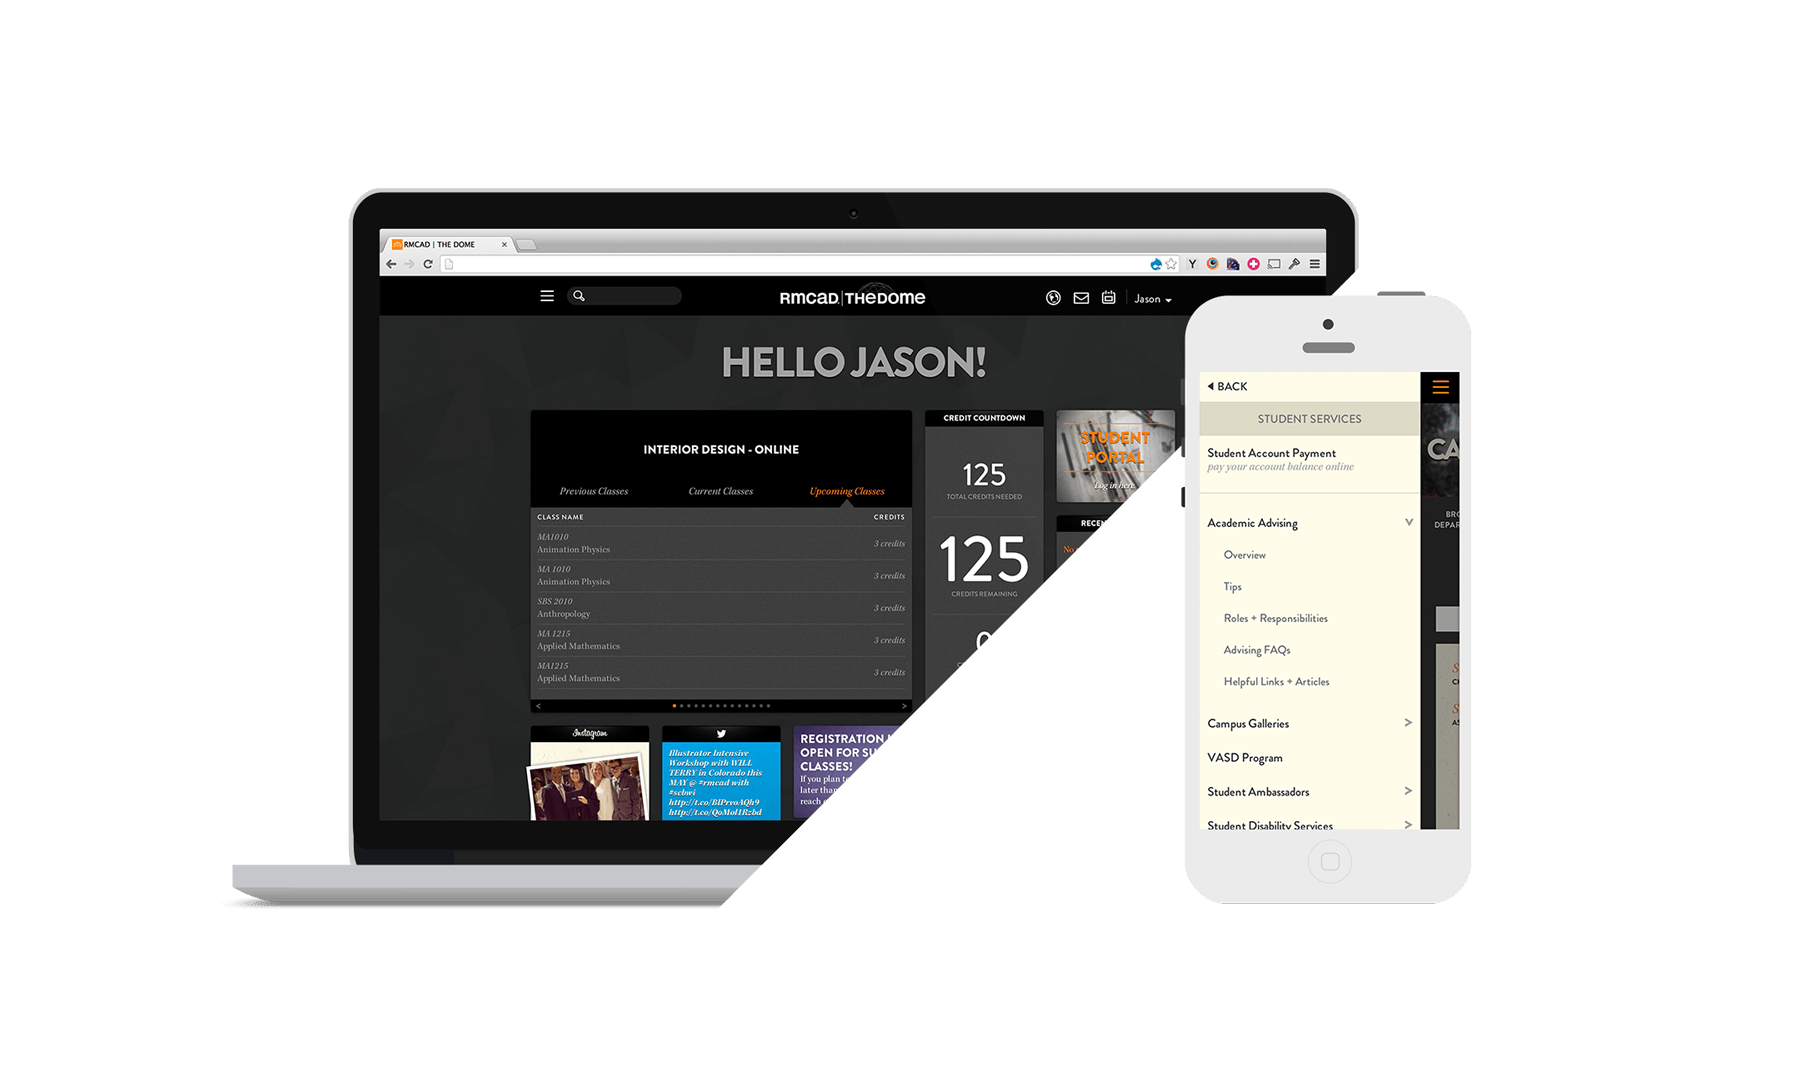 RMCAD | THE DOME
RMCAD | THEDOME
Jason
HELLO JASON!
INTERIOR DESIGN - ONLINE
Previous Classes
Current Classes
Upcoming Classes
CLASS NAME
CREDITS
MA1010
Animation Physics
3 credits
MA 1010
Animation Physics
3 credits
SBS 2010
Anthropology
3 credits
MA 1215
Applied Mathematics
3 credits
MA1215
Applied Mathematics
3 credits
CREDIT COUNTDOWN
125
TOTAL CREDITS NEEDED
125
CREDITS REMAINING
STUDENT
PORTAL
Log in here.
RECEN
No
Instagram
Illustrator Intensive
Workshop with WILL
TERRY in Colorado this
MAY @ #rmcad with
#scbwi
http://t.co/BlPrvoAQh9
http://t.co/QoMol1Rzbd
REGISTRATION
OPEN FOR SU
CLASSES!
If you plan to
later than
reach
BACK
STUDENT SERVICES
Student Account Payment
pay your account balance online
Academic Advising
Overview
Tips
Roles + Responsibilities
Advising FAQs
Helpful Links + Articles
Campus Galleries
VASD Program
Student Ambassadors
Student Disability Services
CA
BRO
DEPAR